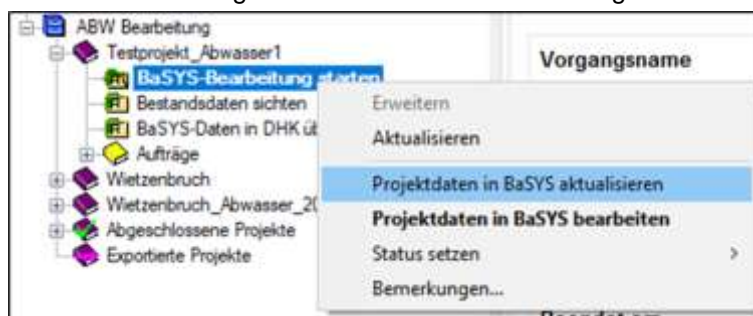 ABW Bearbeitung
Testprojekt_Abwasser1
BaSYS-Bearbeitung starten
Bestandsdaten sichten
BaSYS-Daten in DHK üb
Aufträge
Wietzenbruch
Wietzenbruch_Abwasser_20
Abgeschlossene Projekte
Exportierte Projekte
Erweitern
Aktualisieren
Projektdaten in BaSYS aktualisieren
Projektdaten in BaSYS bearbeiten
Status setzen >
Bemerkungen...
Vorgangsname